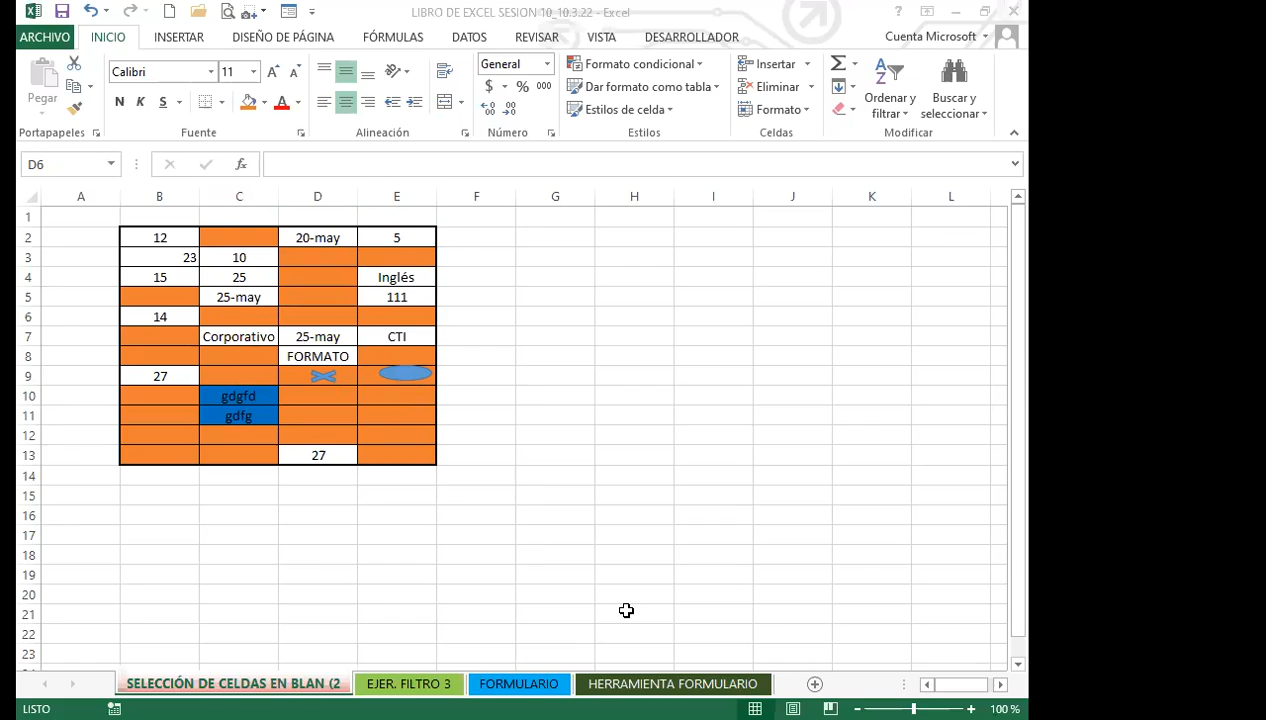 LIBRO DE EXCEL SESION 10_10.3.22 - Excel
?
ARCHIVO INICIO INSERTAR DISEÑO DE PÁGINA FÓRMULAS DATOS REVISAR VISTA DESARROLLADOR Cuenta Microsoft
Pegar
Calibri 11
N K S
General
$ % 000
Formato condicional
Dar formato como tabla
Estilos de celda
Insertar
Eliminar
Formato
Ordenar y filtrar
Buscar y seleccionar
Portapapeles Fuente Alineación Número Estilos Celdas Modificar
D6 fx
A B C D E F G H I J K L
1
2 12 20-may 5
3 23 10
4 15 25 Inglés
5 25-may 111
6 14
7 Corporativo 25-may CTI
8 FORMATO
9 27
10 gdgfd
11 gdfg
12
13 27
14
15
16
17
18
19
20
21
22
23
SELECCIÓN DE CELDAS EN BLAN (2 EJER. FILTRO 3 FORMULARIO HERRAMIENTA FORMULARIO
LISTO 100 %